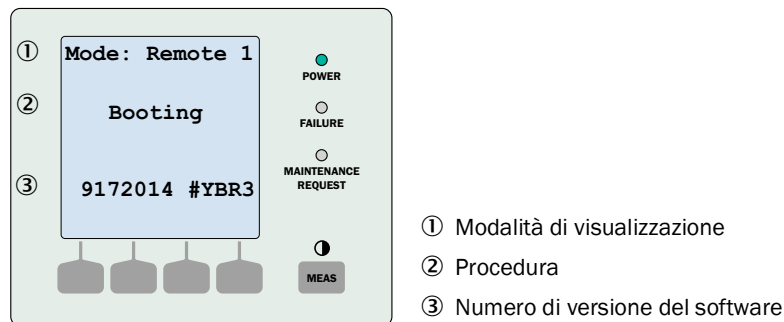 ① Mode: Remote 1
POWER
② Booting
FAILURE
MAINTENANCE
REQUEST
③ 9172014 #YBR3
MEAS
① Modalità di visualizzazione
② Procedura
③ Numero di versione del software